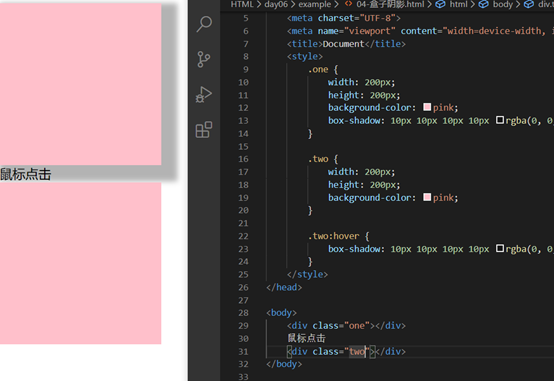 HTML > day06 > example > 04-盒子阴影.html > html > body > div.t
鼠标点击
5 <meta charset="UTF-8">
6 <meta name="viewport" content="width=device-width, i
7 <title>Document</title>
8 <style>
9 .one {
10 width: 200px;
11 height: 200px;
12 background-color: pink;
13 box-shadow: 10px 10px 10px 10px rgba(0, 0
14 }
15
16 .two {
17 width: 200px;
18 height: 200px;
19 background-color: pink;
20 }
21
22 .two:hover {
23 box-shadow: 10px 10px 10px 10px rgba(0, 0
24 }
25 </style>
26 </head>
27
28 <body>
29 <div class="one"></div>
30 鼠标点击
31 <div class="two"></div>
32 </body>
33